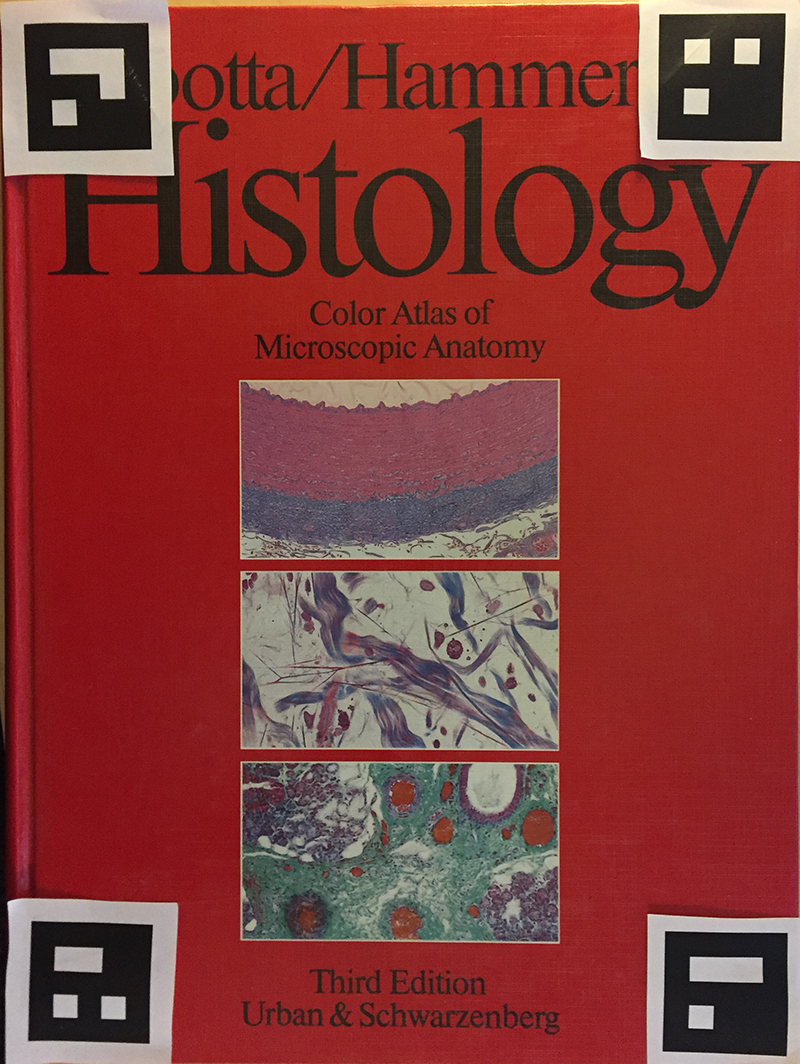 otta/Hammer
Histology
Color Atlas of
Microscopic Anatomy
Third Edition
Urban & Schwarzenberg